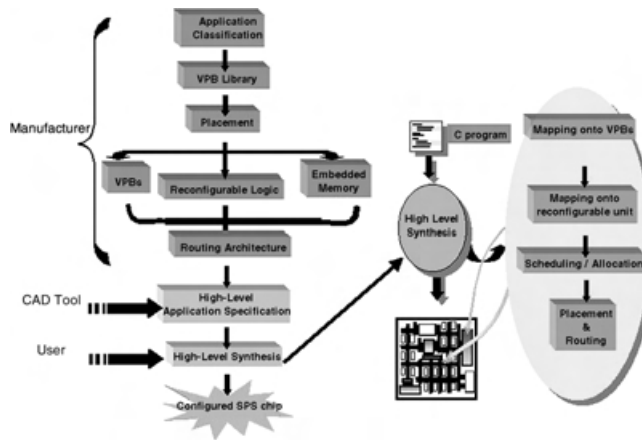 Application
Classification
VPB Library
Placement
Manufacturer
VPBs
Reconfigurable Logic
Embedded
Memory
Routing Architecture
CAD Tool
High-Level
Application Specification
User
High-Level Synthesis
Configured SPS chip
C program
High Level
Synthesis
Mapping onto VPBs
Mapping onto
reconfigurable unit
Scheduling / Allocation
Placement
&
Routing